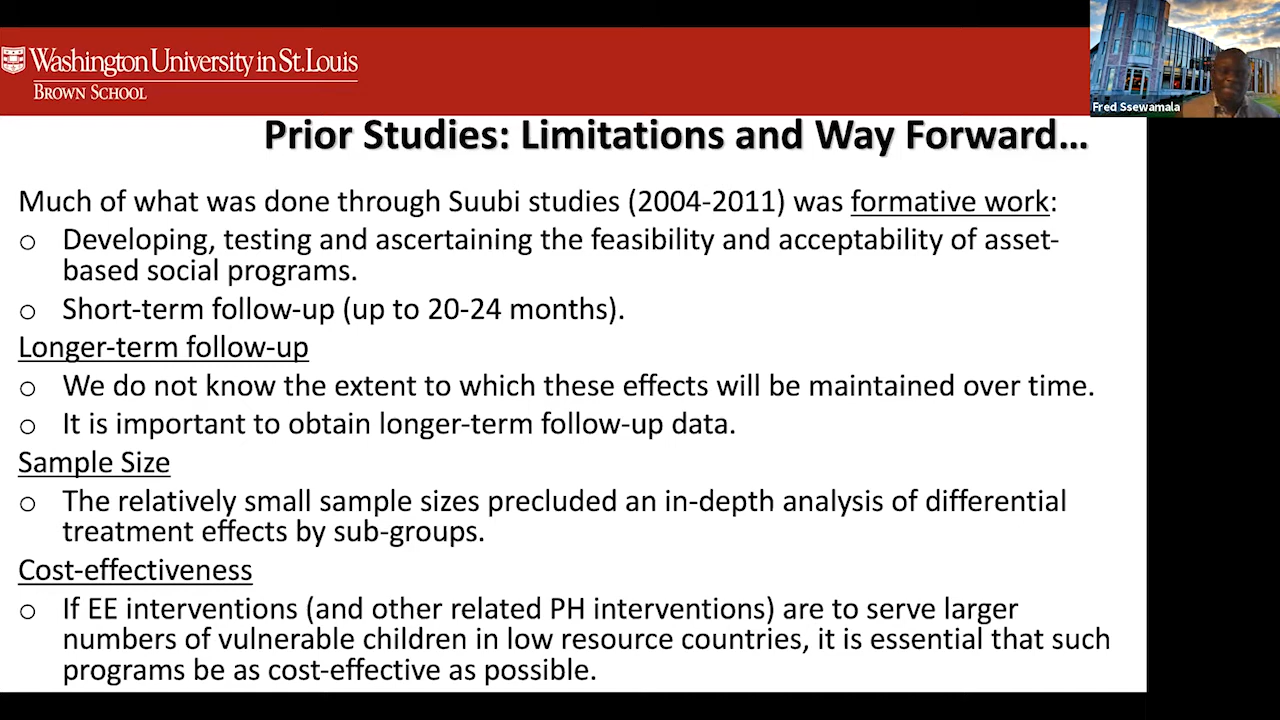 Washington University in St. Louis
BROWN SCHOOL
Fred Ssewamala
Prior Studies: Limitations and Way Forward...
Much of what was done through Suubi studies (2004-2011) was formative work:
o Developing, testing and ascertaining the feasibility and acceptability of asset-
based social programs.
o Short-term follow-up (up to 20-24 months).
Longer-term follow-up
o We do not know the extent to which these effects will be maintained over time.
o It is important to obtain longer-term follow-up data.
Sample Size
o The relatively small sample sizes precluded an in-depth analysis of differential
treatment effects by sub-groups.
Cost-effectiveness
o If EE interventions (and other related PH interventions) are to serve larger
numbers of vulnerable children in low resource countries, it is essential that such
programs be as cost-effective as possible.